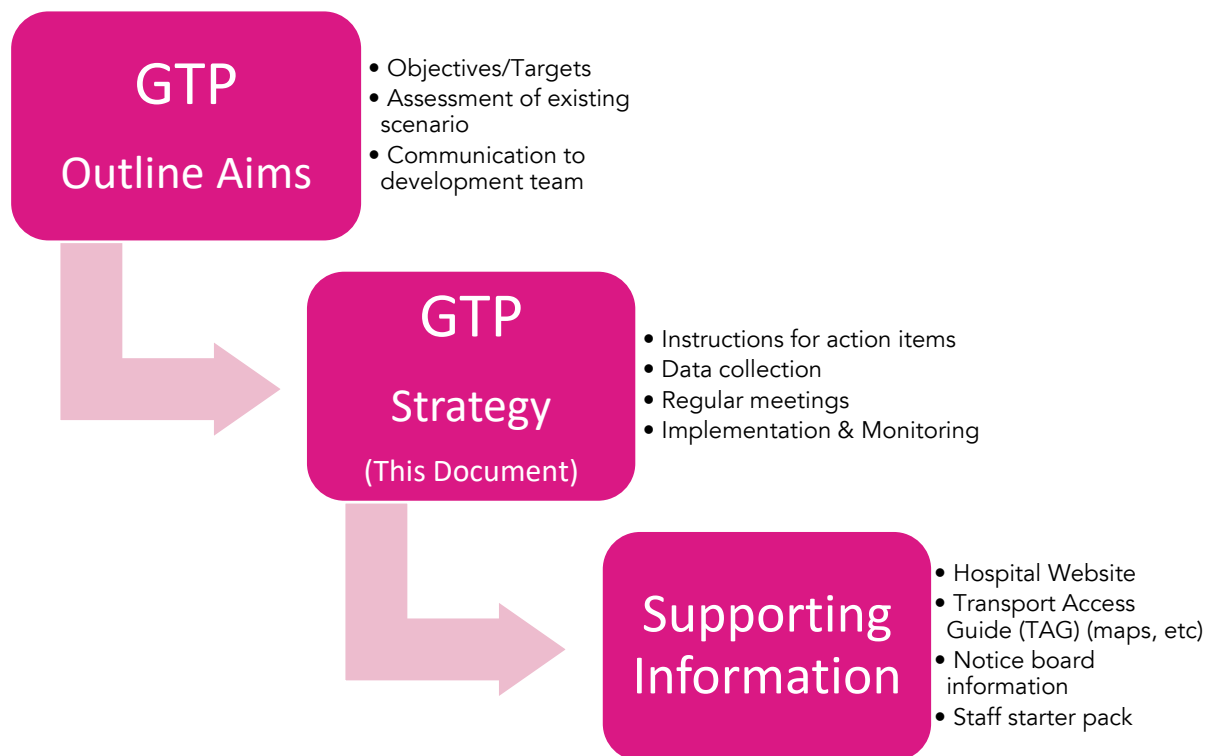 GTP
Outline Aims
• Objectives/Targets
• Assessment of existing
scenario
• Communication to
development team
GTP
Strategy
(This Document)
• Instructions for action items
• Data collection
• Regular meetings
• Implementation & Monitoring
Supporting
Information
• Hospital Website
• Transport Access
Guide (TAG) (maps, etc)
• Notice board
information
• Staff starter pack